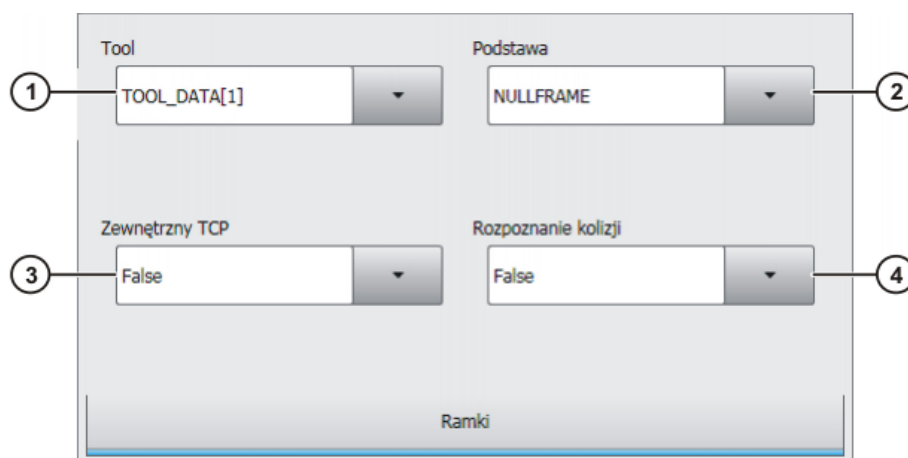 Tool
Podstawa
1
TOOL_DATA[1]
NULLFRAME
2
Zewnętrzny TCP
Rozpoznanie kolizji
3
False
False
4
Ramki